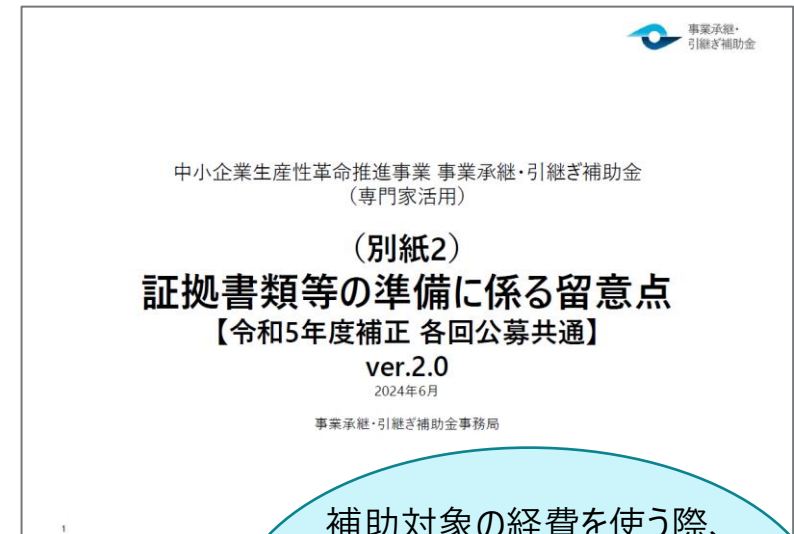 事業承継・
引継ぎ補助金
中小企業生産性革命推進事業 事業承継・引継ぎ補助金
（専門家活用）
（別紙2）
証拠書類等の準備に係る留意点
【令和5年度補正 各回公募共通】
ver.2.0
2024年6月
事業承継・引継ぎ補助金事務局
1
補助対象の経費を使う際、